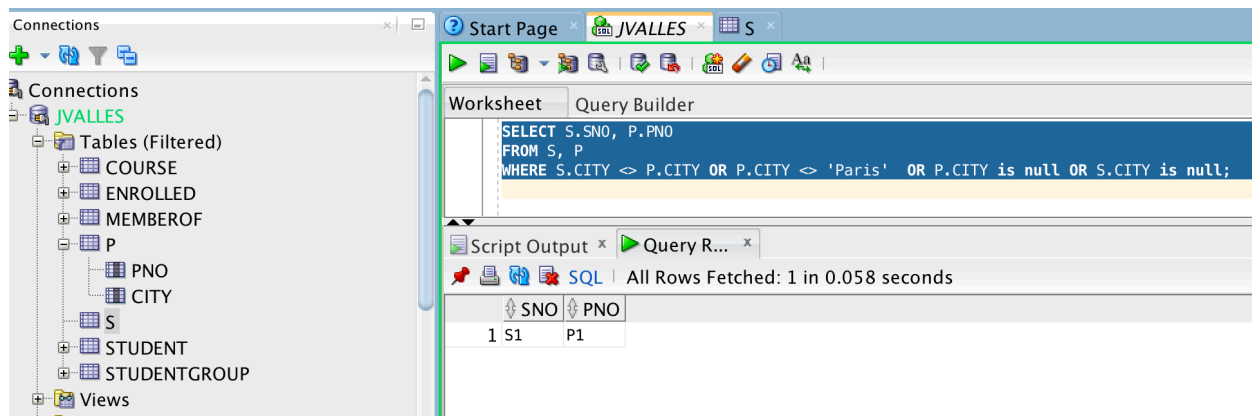 Connections
Connections
JVALLES
Tables (Filtered)
COURSE
ENROLLED
MEMBEROF
P
PNO
CITY
S
STUDENT
STUDENTGROUP
Views
Start Page
JVALLES
S
SQL
Aa
Worksheet
Query Builder
SELECT S.SNO, P.PNO
FROM S, P
WHERE S.CITY <> P.CITY OR P.CITY <> 'Paris'  OR P.CITY is null OR S.CITY is null;
Script Output x
Query R... x
SQL
All Rows Fetched: 1 in 0.058 seconds
SNO PNO
1 S1 P1